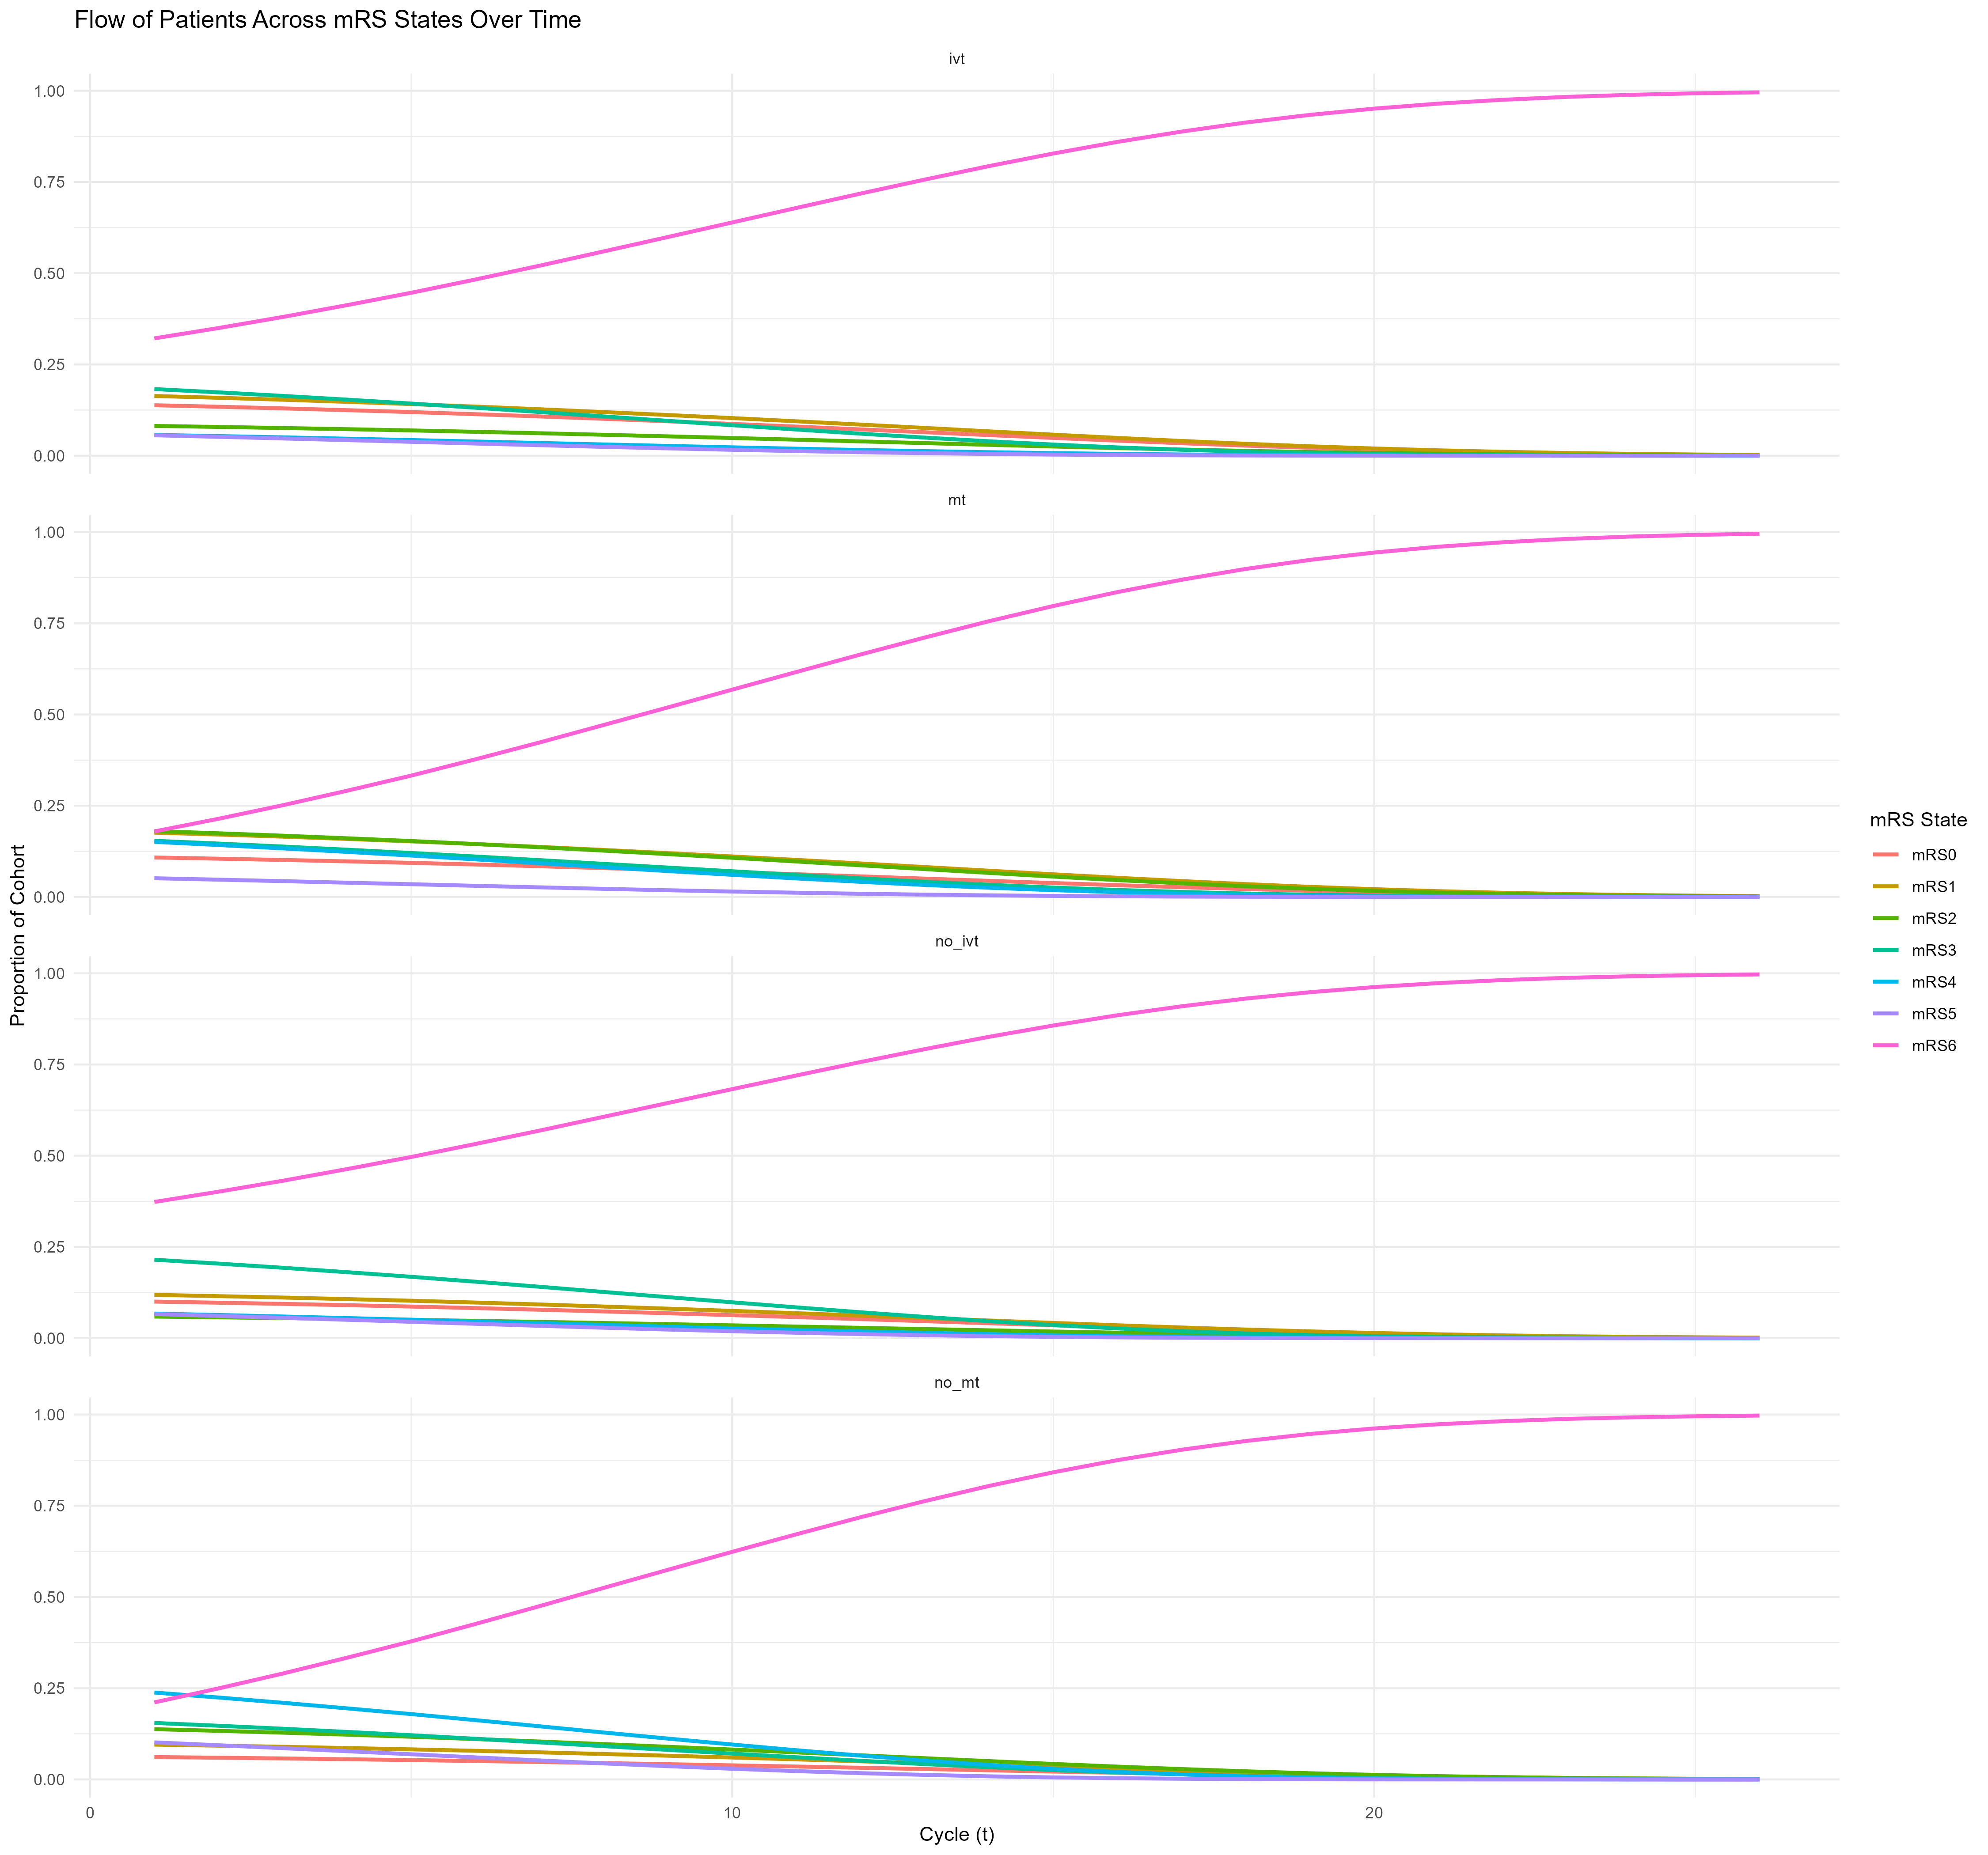 Flow of Patients Across mRS States Over Time
ivt
1.00
0.75
0.50
0.25
0.00
mt
1.00
0.75
0.50
0.25
0.00
no_ivt
1.00
0.75
0.50
0.25
0.00
no_mt
1.00
0.75
0.50
0.25
0.00
0 10 20
Cycle (t)
Proportion of Cohort
mRS State
mRS0
mRS1
mRS2
mRS3
mRS4
mRS5
mRS6